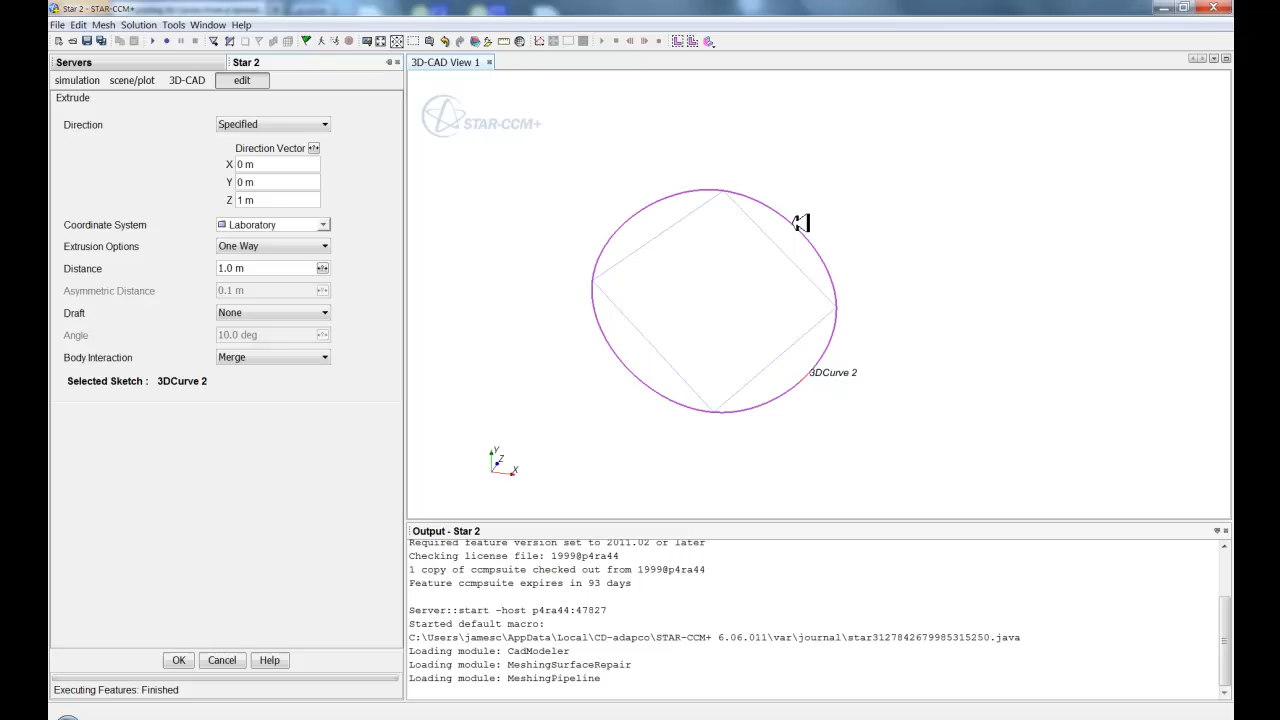 Star 2 - STAR-CCM+
File Edit Mesh Solution Tools Window Help
Servers
Star 2
simulation scene/plot 3D-CAD edit
Extrude
Direction Specified
Direction Vector
X 0 m
Y 0 m
Z 1 m
Coordinate System Laboratory
Extrusion Options One Way
Distance 1.0 m
Asymmetric Distance 0.1 m
Draft None
Angle 10.0 deg
Body Interaction Merge
Selected Sketch : 3DCurve 2
OK Cancel Help
Executing Features: Finished
3D-CAD View 1
STAR-CCM+
3DCurve 2
Y
Z
X
Output - Star 2
Required feature version set to 2011.02 or later
Checking license file: 1999@p4ra44
1 copy of ccmpsuite checked out from 1999@p4ra44
Feature ccmpsuite expires in 93 days
Server::start -host p4ra44:47827
Started default macro:
C:\Users\jamesc\AppData\Local\CD-adapco\STAR-CCM+ 6.06.011\var\journal\star3127842679985315250.java
Loading module: CadModeler
Loading module: MeshingSurfaceRepair
Loading module: MeshingPipeline